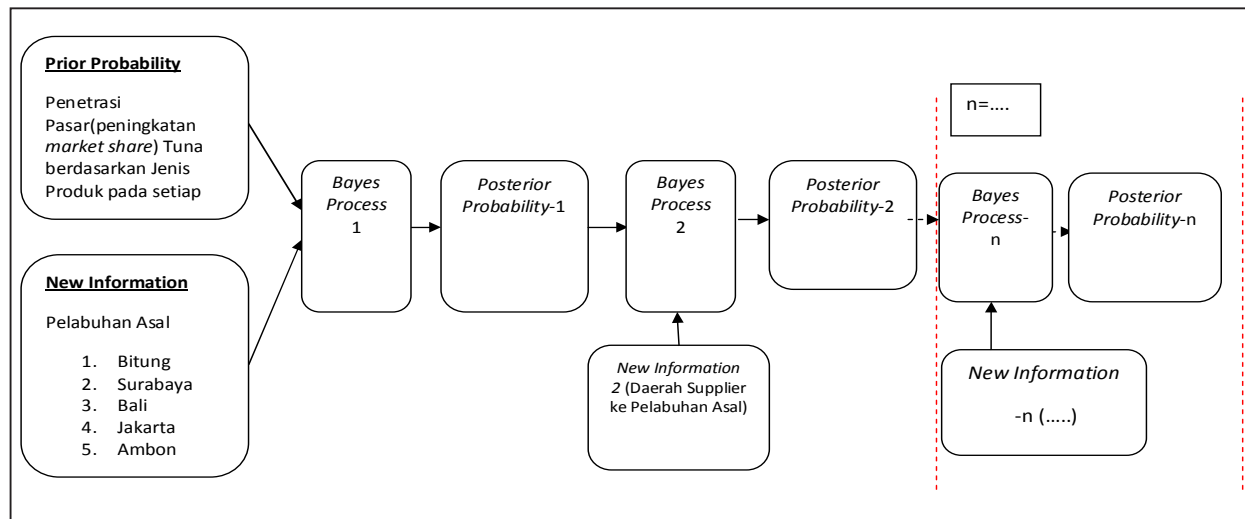 Prior Probability
Penetrasi
Pasar(peningkatan
market share) Tuna
berdasarkan Jenis
Produk pada setiap
New Information
Pelabuhan Asal
1. Bitung
2. Surabaya
3. Bali
4. Jakarta
5. Ambon
Bayes
Process
1
Posterior
Probability-1
Bayes
Process
2
New Information
2 (Daerah Supplier
ke Pelabuhan Asal)
Posterior
Probability-2
n=....
Bayes
Process-
n
New Information
-n (.....)
Posterior
Probability-n